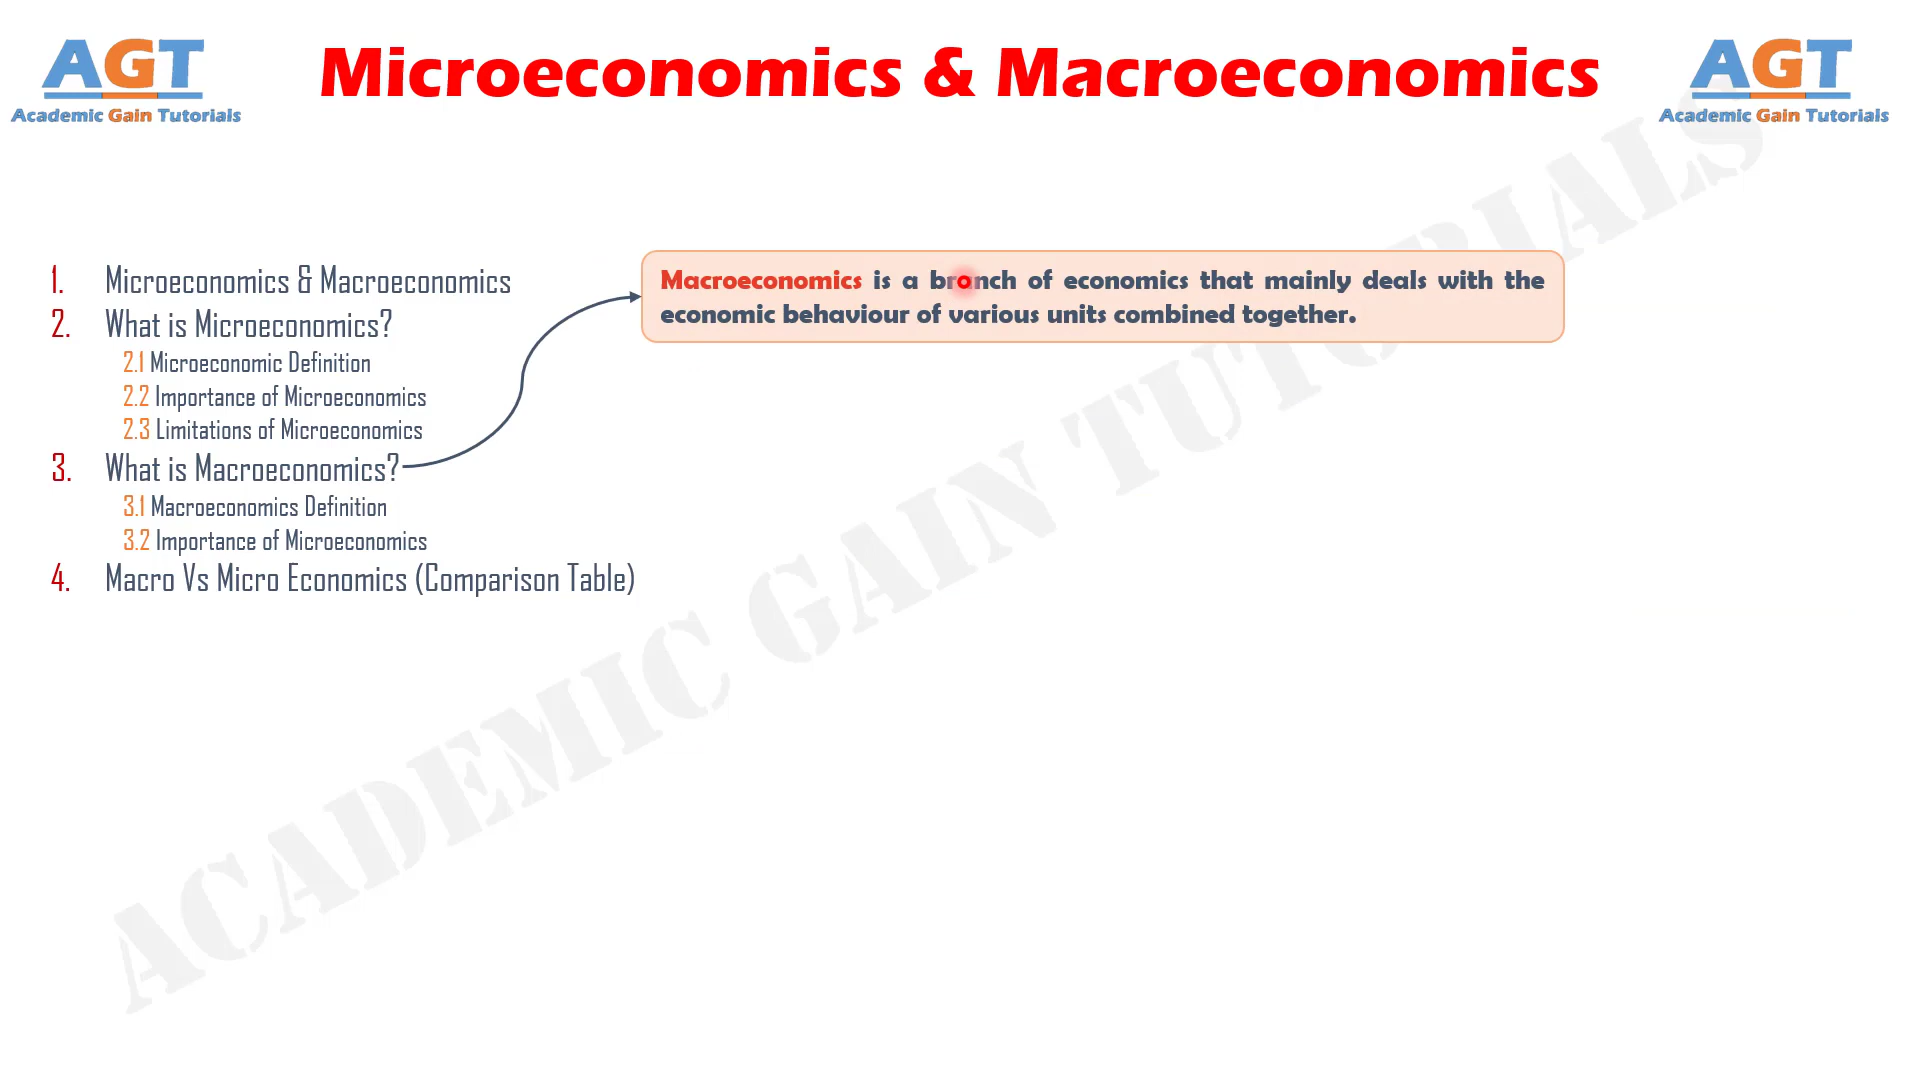 AGT
Academic Gain Tutorials
Microeconomics & Macroeconomics
AGT
Academic Gain Tutorials
1. Microeconomics & Macroeconomics
2. What is Microeconomics?
2.1 Microeconomic Definition
2.2 Importance of Microeconomics
2.3 Limitations of Microeconomics
3. What is Macroeconomics?
3.1 Macroeconomics Definition
3.2 Importance of Microeconomics
4. Macro Vs Micro Economics (Comparison Table)
Macroeconomics is a branch of economics that mainly deals with the
economic behaviour of various units combined together.
ACADEMIC GAIN TUTORIALS